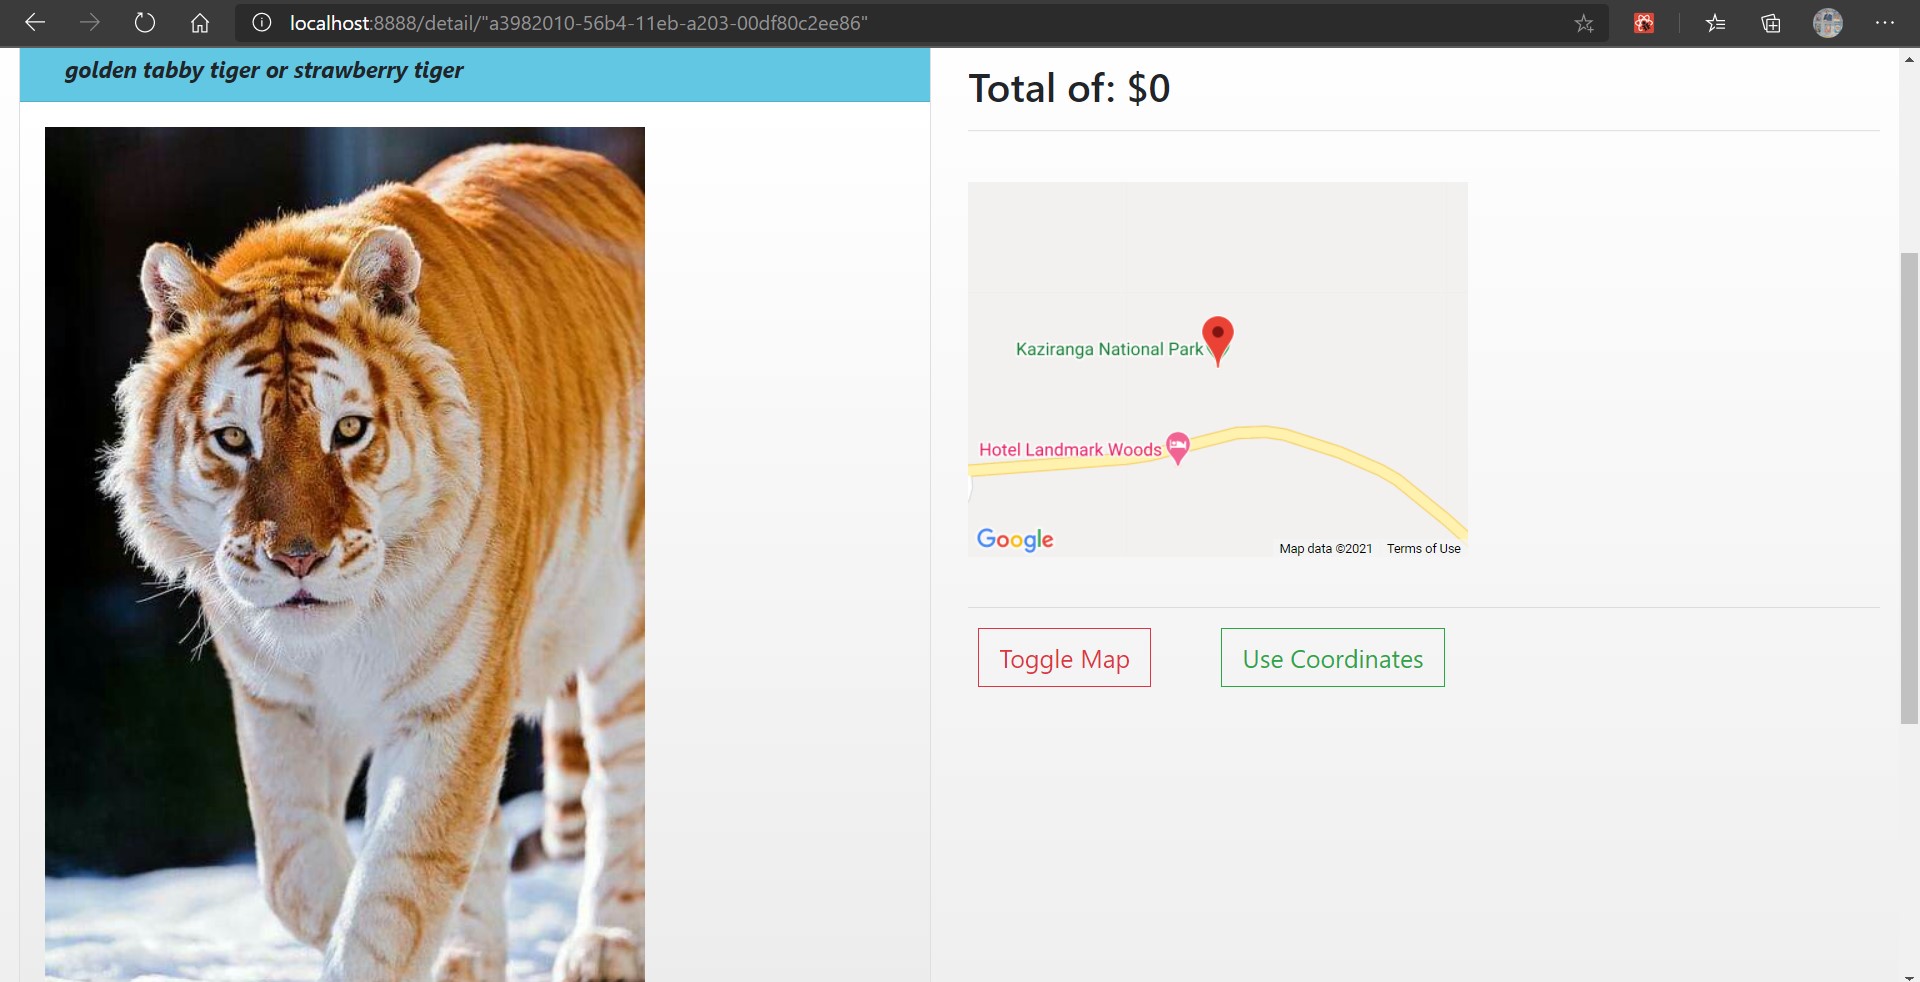 localhost:8888/detail/"a3982010-56b4-11eb-a203-00df80c2ee86"
golden tabby tiger or strawberry tiger
Total of: $0
Kaziranga National Park
Hotel Landmark Woods
Google
Map data ©2021 Terms of Use
Toggle Map
Use Coordinates